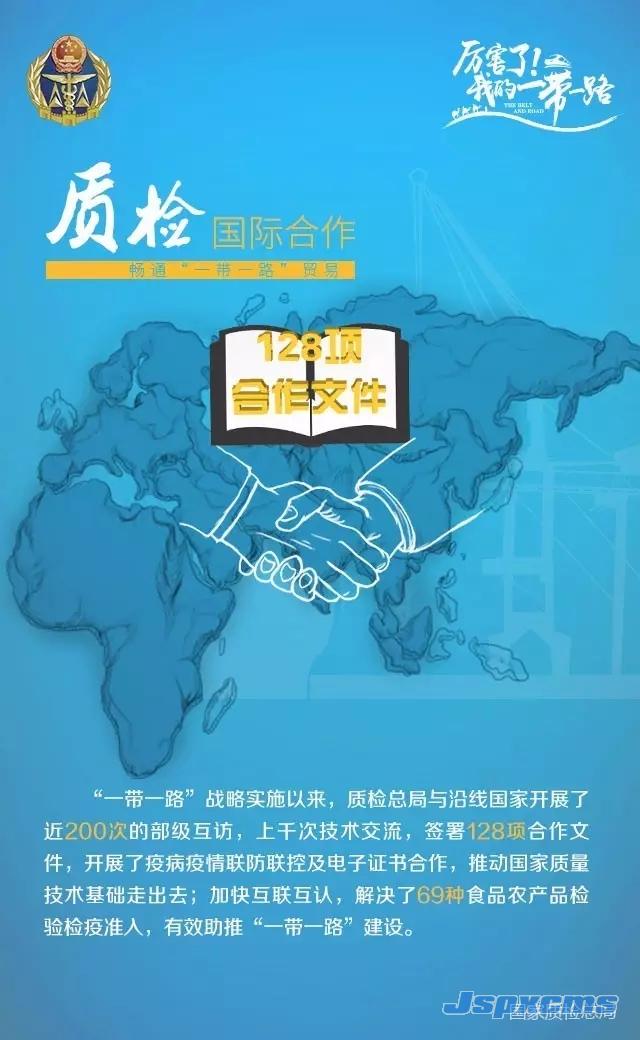 厉害了!
我的一带一路
THE BELT
AND ROAD
质检 国际合作
畅通“一带一路”贸易
128项
合作文件
“一带一路”战略实施以来，质检总局与沿线国家开展了
近200次的部级互访，上千次技术交流，签署128项合作文
件，开展了疫病疫情联防联控及电子证书合作，推动国家质量
技术基础走出去；加快互联互认，解决了69种食品农产品检
验检疫准入，有效助推“一带一路”建设。
Jspxcms
国家质检总局